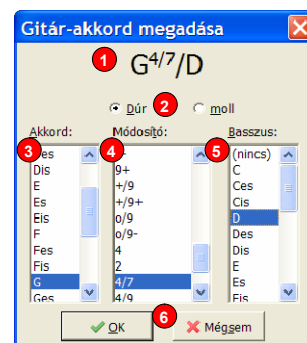 Gitár-akkord megadása
1
G4/7/D
Dúr
2
moll
Akkord:
Módosító:
Basszus:
3
4
5
Des
Dis
E
Es
Eis
F
Fes
Fis
G
Ges
9+
+/9
+/9+
o/9
o/9-
4
2
4/7
4/9
(nincs)
C
Ces
Cis
D
Des
Dis
E
Es
Fis
6
OK
Mégsem